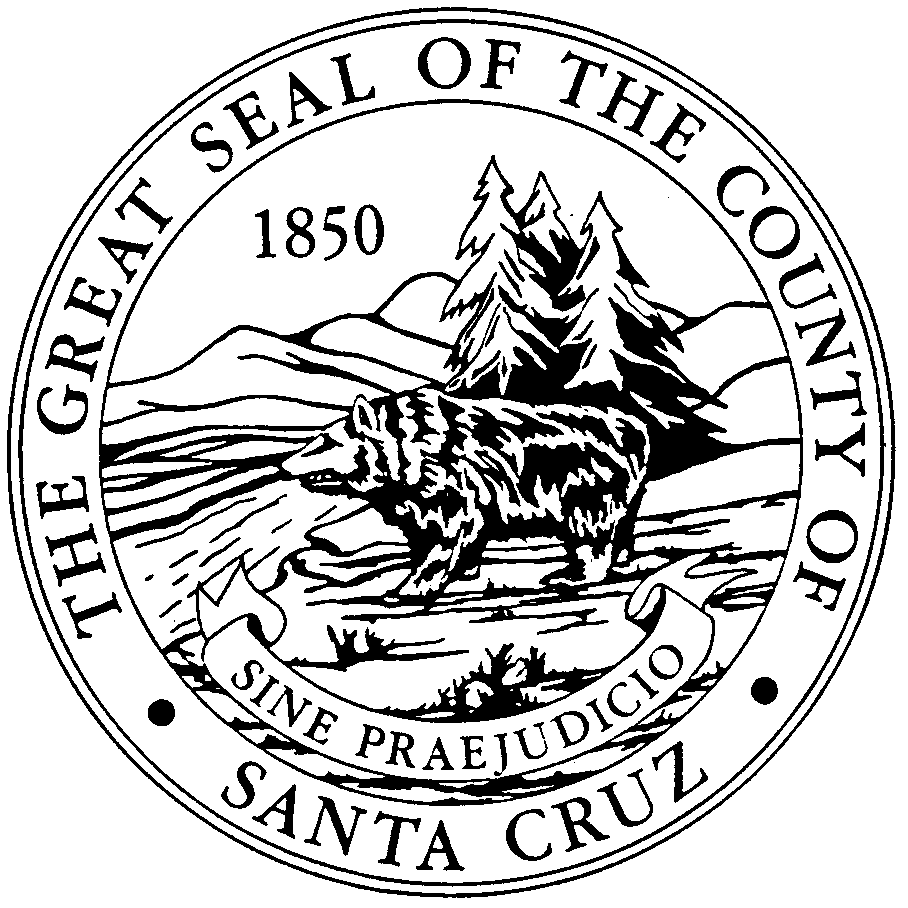 THE GREAT SEAL OF THE COUNTY OF
SANTA CRUZ
1850
SINE PRAEJUDICIO